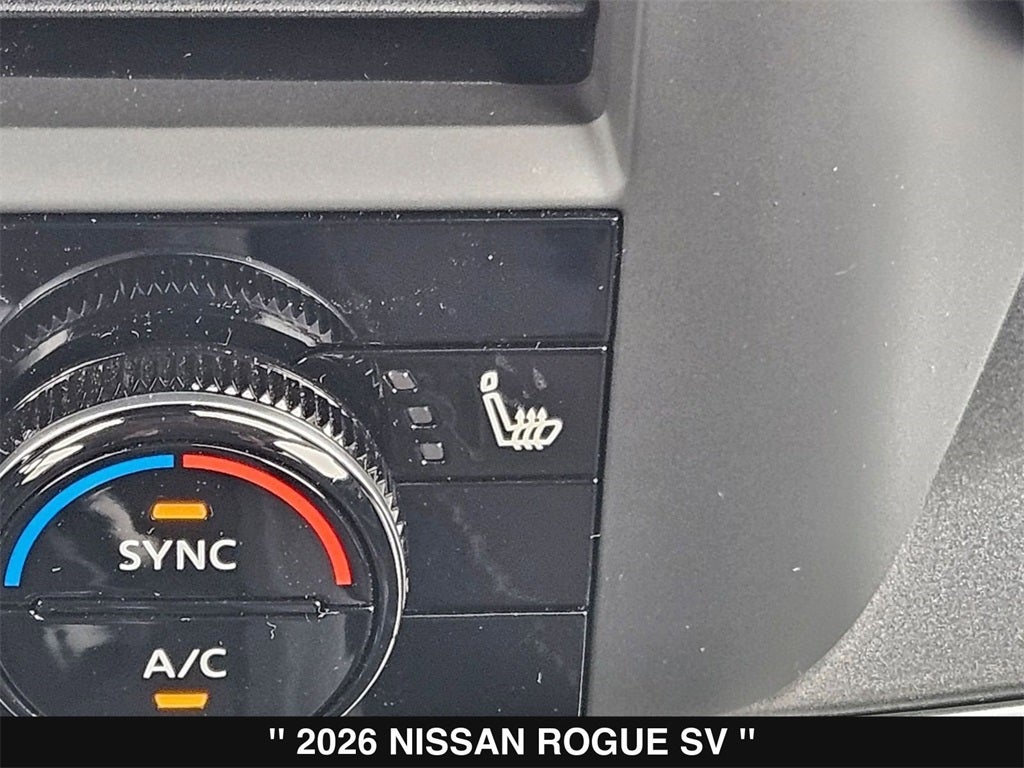 SYNC
A/C
" 2026 NISSAN ROGUE SV "